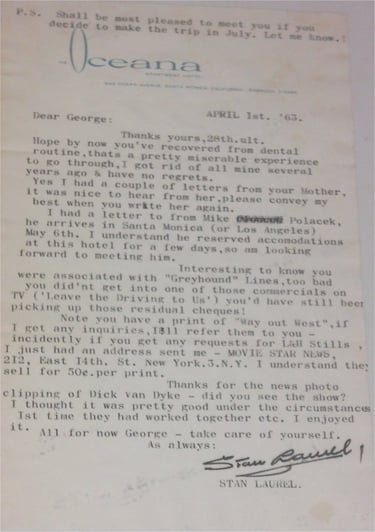 P.S. Shall be most pleased to meet you if you
decide to make the trip in July. Let me know.!
THE Oceana
APARTMENT HOTEL
OCEAN AVENUE, SANTA MONICA, CALIFORNIA
APRIL 1st. '63.
Dear George:
Thanks yours,28th.ult.
Hope by now you've recovered from dental
routine,thats a pretty miserable experience
to go through,I got rid of all mine several
years ago & have no regrets.
Yes I had a couple of letters from your Mother,
it was nice to hear from her,please convey my
best when you write her again.
I had a letter to from Mike Polacek,
he arrives in Santa Monica (or Los Angeles)
May 6th. I understand he reserved accomodations
at this hotel for a few days,so am looking
forward to meeting him.
Interesting to know you
were associated with "Greyhound" Lines,too bad
you did'nt get into one of those commercials on
TV ('Leave the Driving to Us') you'd have still been
picking up those residual cheques!
Note you have a print of "Way out West",if
I get any inquiries,I'll refer them to you -
incidentally if you get any requests for L&H Stills ,
I just had an address sent me - MOVIE STAR NEWS,
212, East 14th. St. New York.3.N.Y. I understand they
sell for 50¢.per print.
Thanks for the news photo
clipping of Dick Van Dyke - did you see the show?
I thought it was pretty good under the circumstances
1st time they had worked together etc. I enjoyed
it.
All for now George - take care of yourself.
As always:
Stan Laurel!
STAN LAUREL.